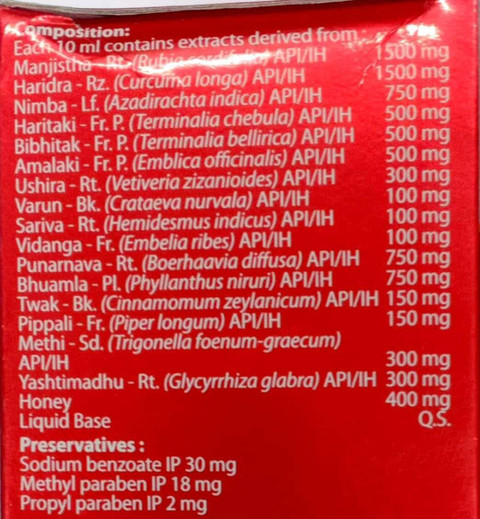 Composition:
Each 10 ml contains extracts derived from
Manjistha - Rt. (Rubia cordifolia) API/IH 1500 mg
Haridra - Rz. (Curcuma longa) API/IH 1500 mg
Nimba - Lf. (Azadirachta indica) API/IH 750 mg
Haritaki - Fr. P. (Terminalia chebula) API/IH 500 mg
Bibhitak - Fr. P. (Terminalia bellirica) API/IH 500 mg
Amalaki - Fr. P. (Emblica officinalis) API/IH 500 mg
Ushira - Rt. (Vetiveria zizanioides) API/IH 300 mg
Varun - Bk. (Crataeva nurvala) API/IH 100 mg
Sariva - Rt. (Hemidesmus indicus) API/IH 100 mg
Vidanga - Fr. (Embelia ribes) API/IH 100 mg
Punarnava - Rt. (Boerhaavia diffusa) API/IH 750 mg
Bhuamla - Pl. (Phyllanthus niruri) API/IH 750 mg
Twak - Bk. (Cinnamomum zeylanicum) API/IH 150 mg
Pippali - Fr. (Piper longum) API/IH 150 mg
Methi - Sd. (Trigonella foenum-graecum)
API/IH 300 mg
Yashtimadhu - Rt. (Glycyrrhiza glabra) API/IH 300 mg
Honey 400 mg
Liquid Base Q.S.
Preservatives :
Sodium benzoate IP 30 mg
Methyl paraben IP 18 mg
Propyl paraben IP 2 mg